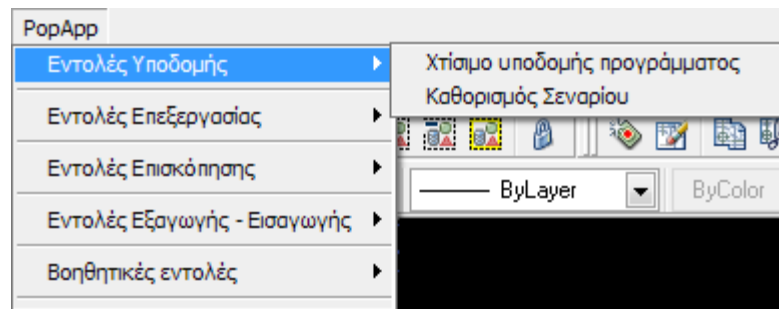 PopApp
Εντολές Υποδομής
Χτίσιμο υποδομής προγράμματος
Καθορισμός Σεναρίου
Εντολές Επεξεργασίας
Εντολές Επισκόπησης
ByLayer
ByColor
Εντολές Εξαγωγής - Εισαγωγής
Βοηθητικές εντολές